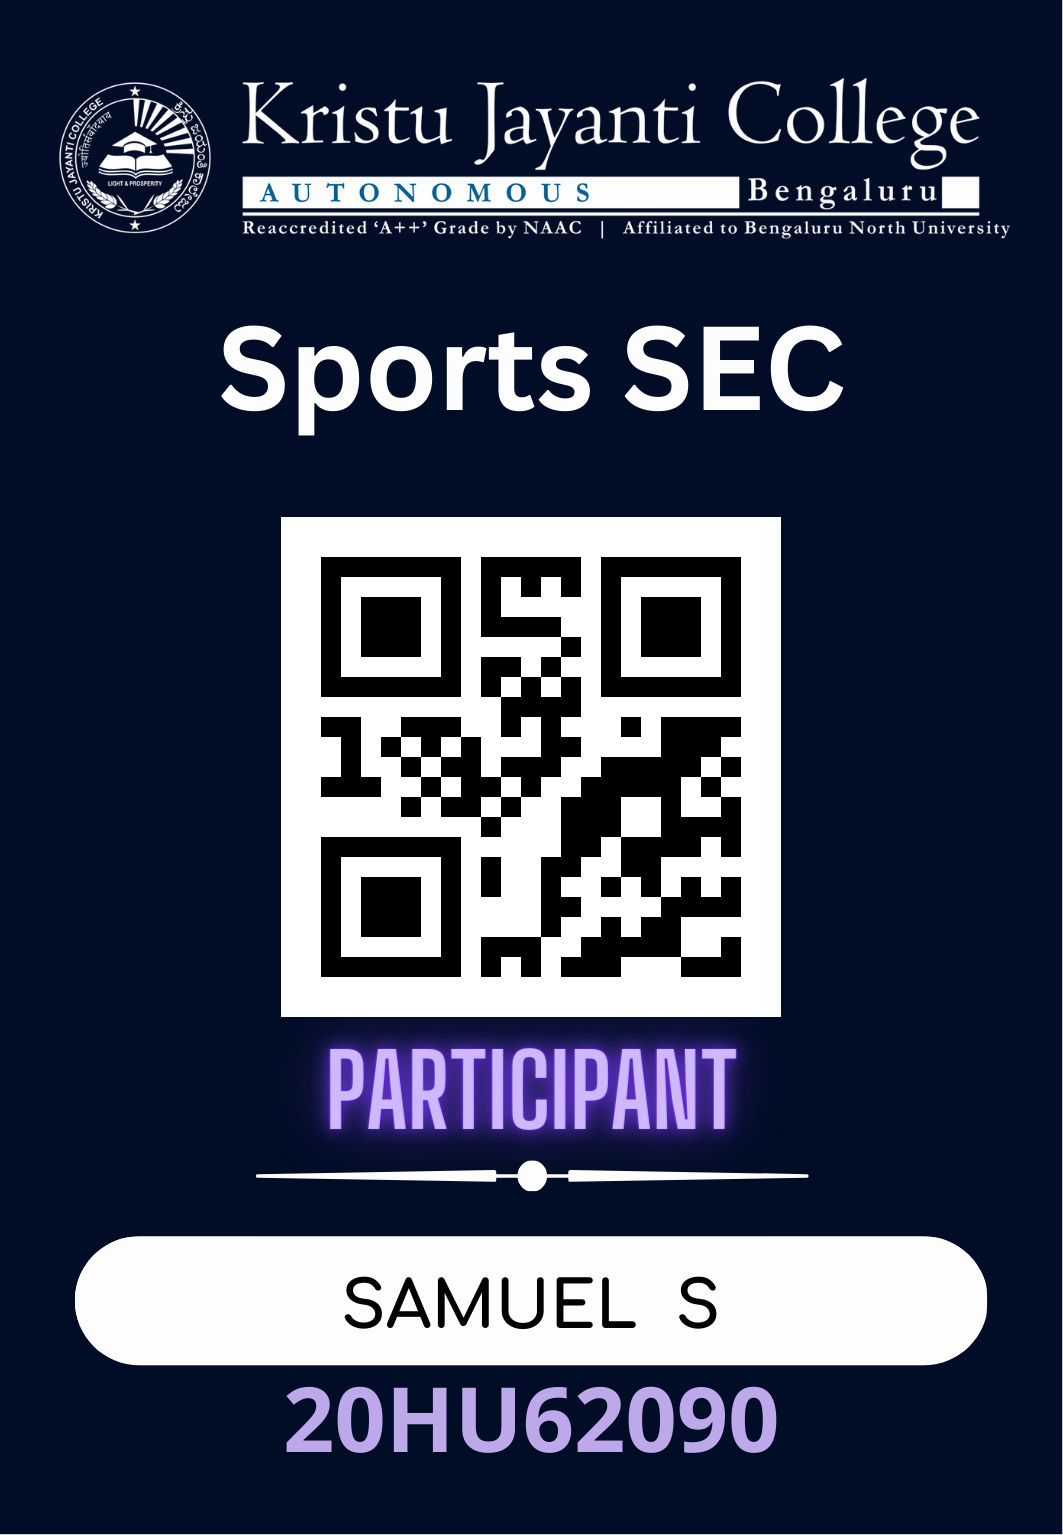 Kristu Jayanti College
AUTONOMOUS Bengaluru
Reaccredited ‘A++’ Grade by NAAC | Affiliated to Bengaluru North University
KRISTU JAYANTI COLLEGE
LIGHT & PROSPERITY
Sports SEC
PARTICIPANT
SAMUEL S
20HU62090